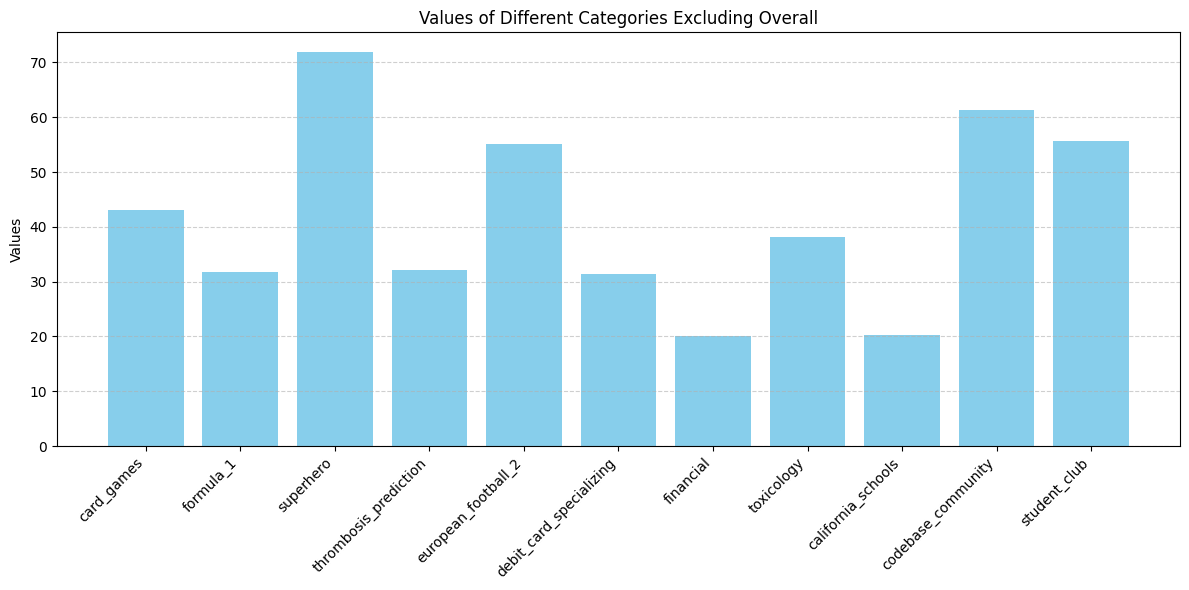 Values of Different Categories Excluding Overall
Values
70
60
50
40
30
20
10
0
card_games
formula_1
superhero
thrombosis_prediction
european_football_2
debit_card_specializing
financial
toxicology
california_schools
codebase_community
student_club